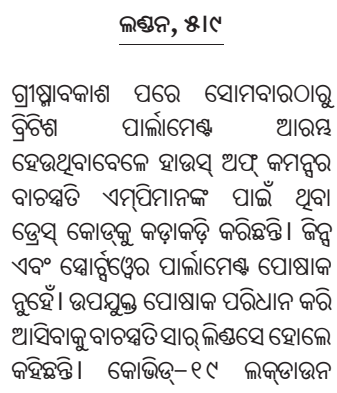 ଲଣ୍ଡନ, ୫।୯
ଗ୍ରୀଷ୍ମାବକାଶ ପରେ ସୋମବାରଠାରୁ
ବ୍ରିଟିଶ ପାର୍ଲାମେଣ୍ଟ ଆରମ୍ଭ
ହେଉଥିବାବେଳେ ହାଉସ୍ ଅଫ୍ କମନ୍ସର
ବାଚସ୍ପତି ଏମ୍‌ପିମାନଙ୍କ ପାଇଁ ଥିବା
ଡ୍ରେସ୍ କୋଡ୍‌କୁ କଡ଼ାକଡ଼ି କରିଛନ୍ତି। ଜିନ୍ସ
ଏବଂ ସ୍ପୋର୍ଟ୍ସୱେର ପାର୍ଲାମେଣ୍ଟ ପୋଷାକ
ନୁହେଁ। ଉପଯୁକ୍ତ ପୋଷାକ ପରିଧାନ କରି
ଆସିବାକୁ ବାଚସ୍ପତି ସାର୍ ଲିଣ୍ଡସେ ହୋଲେ
କହିଛନ୍ତି। କୋଭିଡ୍-୧୯ ଲକ୍‌ଡାଉନ